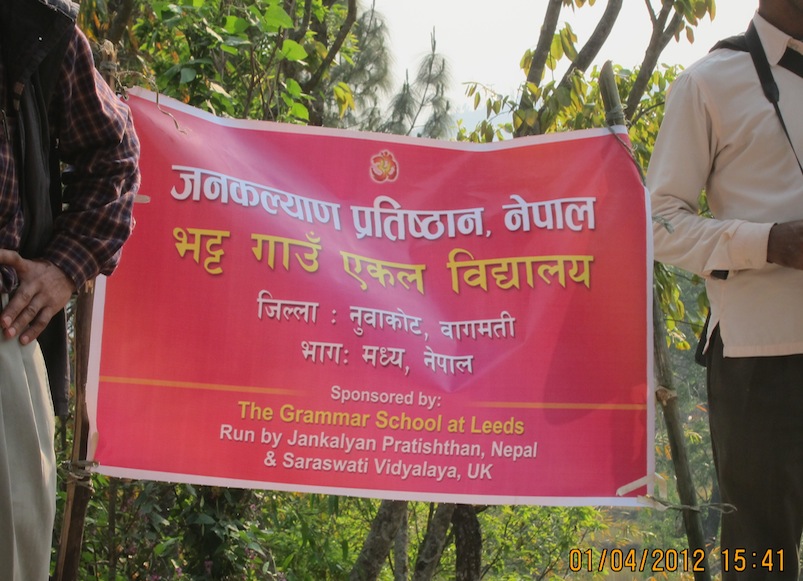 जनकल्याण प्रतिष्ठान, नेपाल
भट्ट गाउँ एकल विद्यालय
जिल्ला : नुवाकोट, बागमती
भाग: मध्य, नेपाल
Sponsored by:
The Grammar School at Leeds
Run by Jankalyan Pratishthan, Nepal
& Saraswati Vidyalaya, UK
01/04/2012 15:41